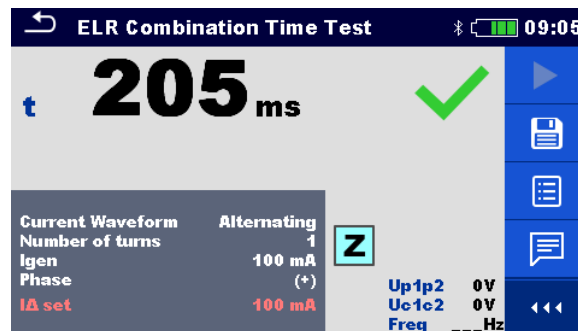 ELR Combination Time Test 09:05
t 205 ms
Current Waveform Alternating
Number of turns 1
Igen 100 mA
Phase (+)
IΔ set 100 mA
Z
Up1p2 0V
Uc1c2 0V
Freq ___Hz